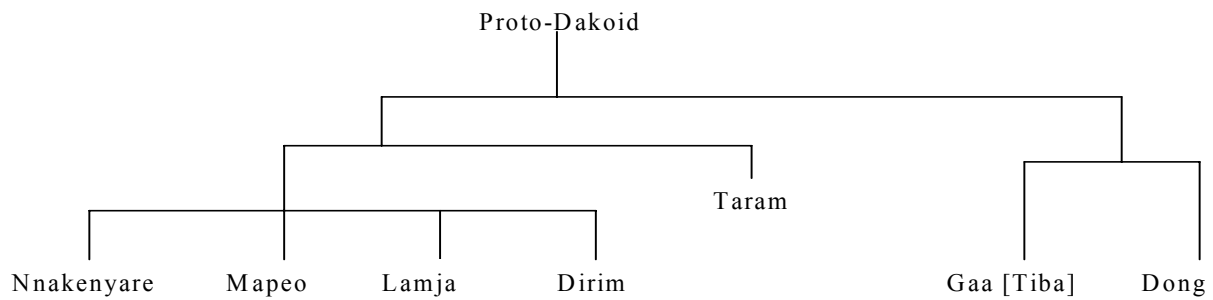 Proto-Dakoid
Taram
Nnakenyare Mapeo Lamja Dirim Gaa [Tiba] Dong